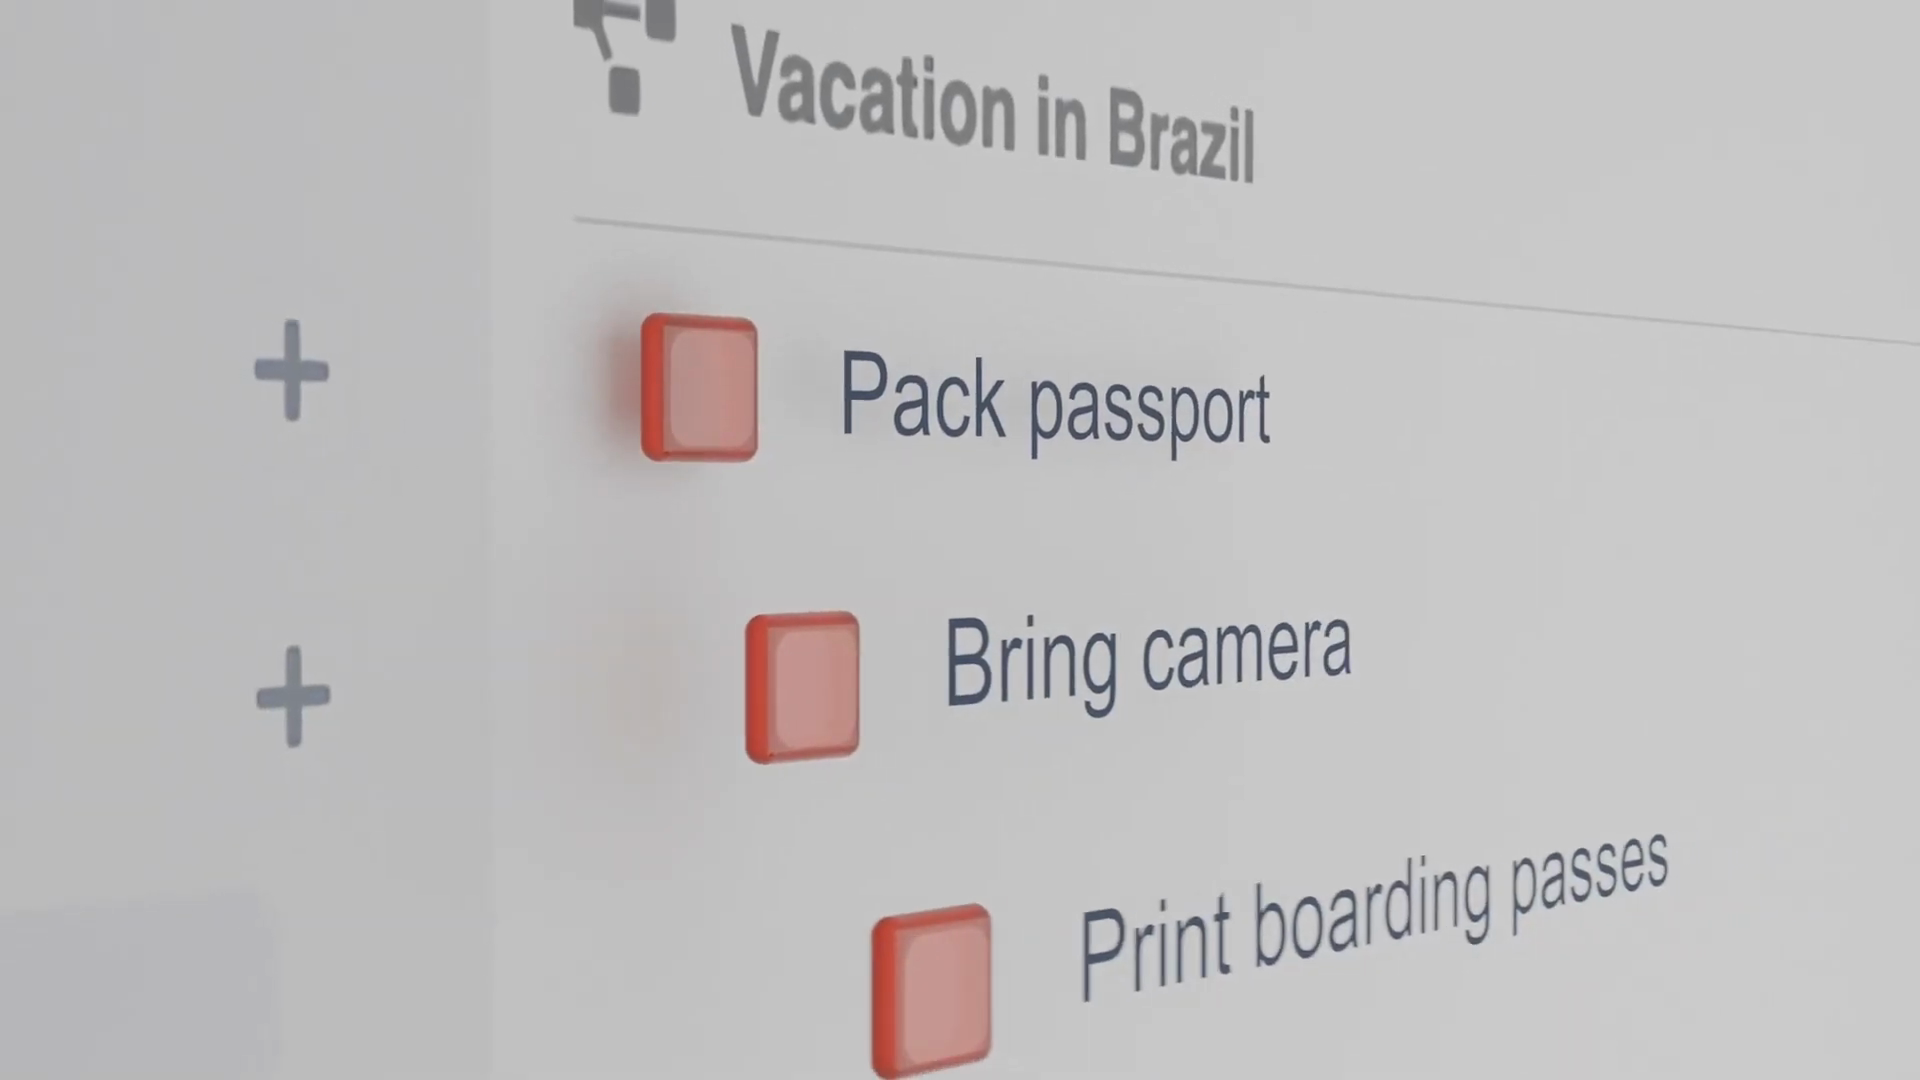 Vacation in Brazil
Pack passport
Bring camera
Print boarding passes